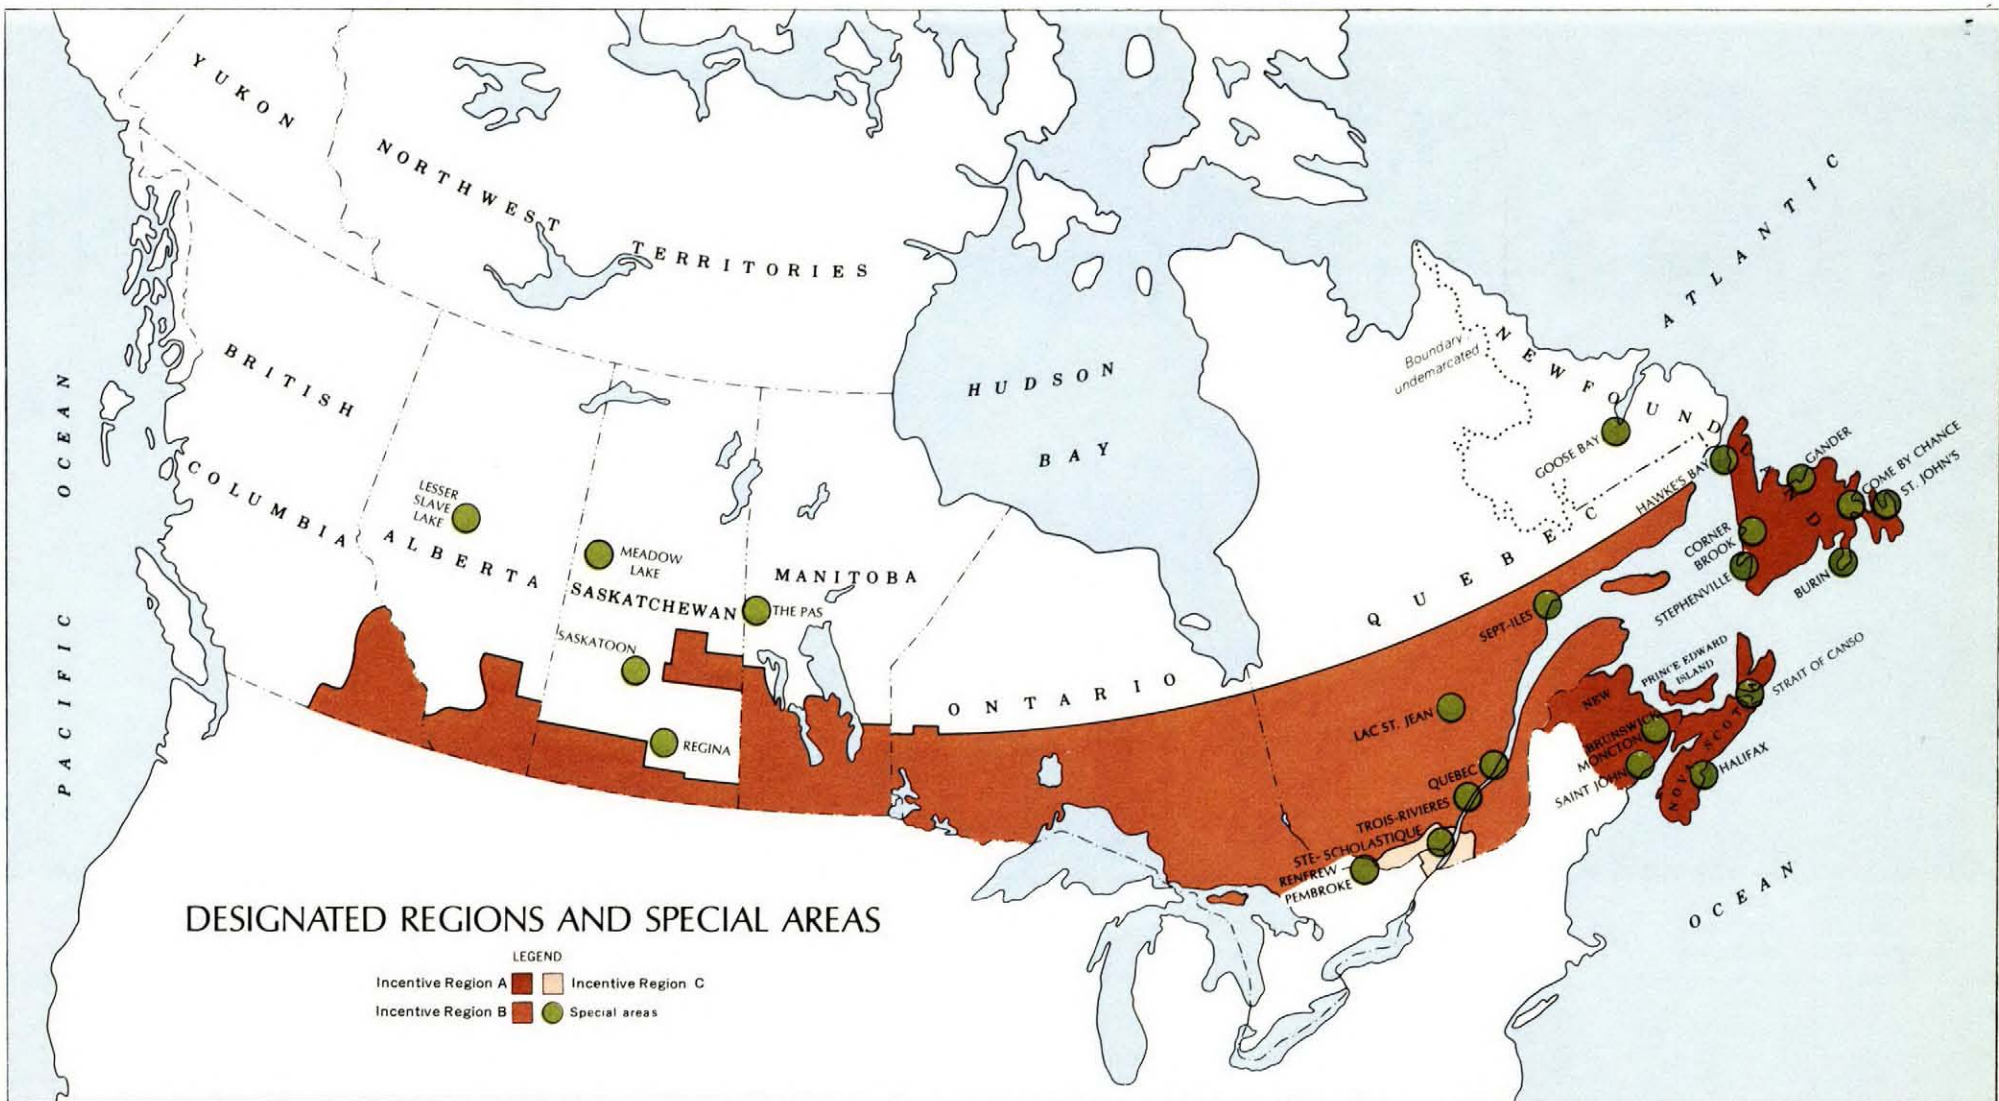 YUKON
NORTHWEST
TERRITORIES
ATLANTIC
PACIFIC OCEAN
BRITISH
COLUMBIA
HUDSON
BAY
Boundary
undemarcated
NEWFOUNDLAND
GOOSE BAY
HAWKE'S BAY
GANDER
COME BY CHANCE
ST. JOHN'S
LESSER
SLAVE
LAKE
ALBERTA
MEADOW
LAKE
SASKATCHEWAN
MANITOBA
THE PAS
SASKATOON
REGINA
ONTARIO
QUEBEC
CORNER
BROOK
STEPHENVILLE
BURIN
SEPT-ILES
PRINCE EDWARD
ISLAND
STRAIT OF CANSO
NEW
BRUNSWICK
MONCTON
SAINT JOHN
NOVA SCOTIA
HALIFAX
LAC ST. JEAN
QUEBEC
TROIS-RIVIERES
STE- SCHOLASTIQUE
RENFREW
PEMBROKE
OCEAN
DESIGNATED REGIONS AND SPECIAL AREAS
LEGEND
Incentive Region A
Incentive Region C
Incentive Region B
Special areas